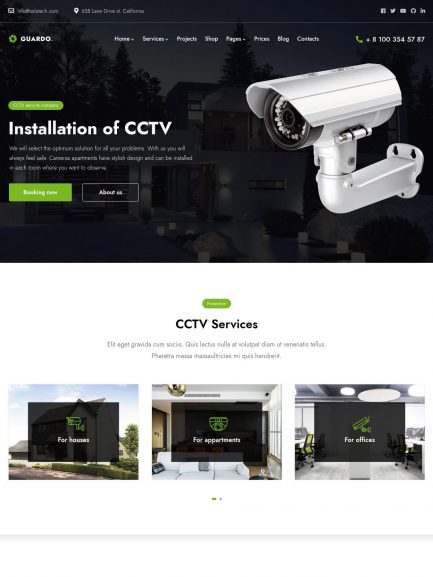 info@solutech.com
658 Lane Drive st. California
GUARDO.
Home
Services
Projects
Shop
Pages
Prices
Blog
Contacts
+ 8 100 354 57 87
CCTV security company
Installation of CCTV
We will select the optimum solution for all your problems. With us you will
always feel safe. Cameras apartments have stylish design and can be installed
in each room where you want to observe.
Booking now
About us
Protection
CCTV Services
Elit eget gravida cum sociis. Quis lectus nulla at volutpat diam ut venenatis tellus.
Pharetra massa massaultricies mi quis hendrerit.
For houses
For appartments
For offices